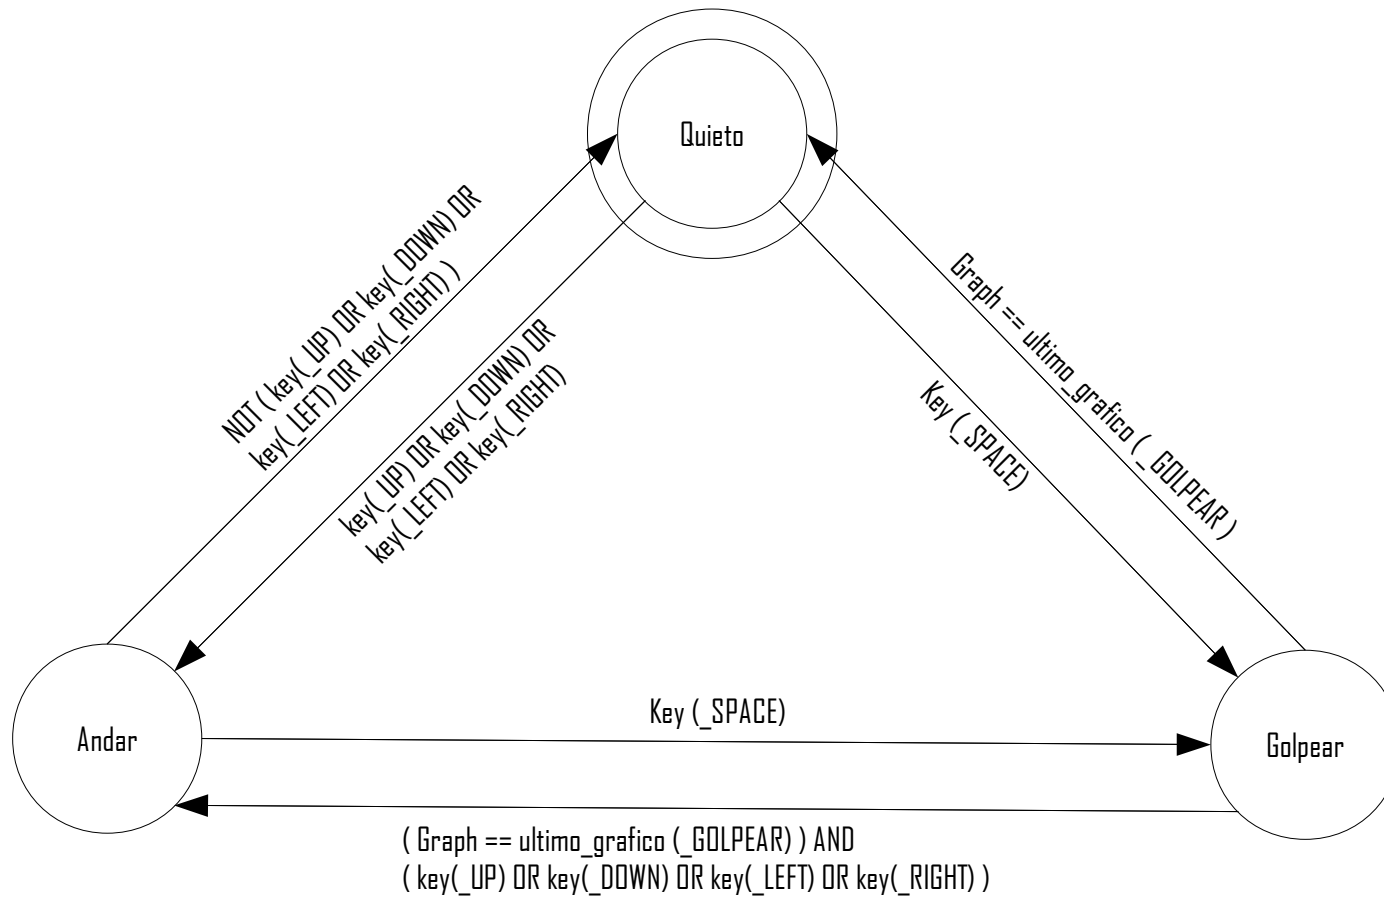 Quieto
NOT ( key(_UP) OR key(_DOWN) OR
key(_LEFT) OR key(_RIGHT) )
key(_UP) OR key(_DOWN) OR
key(_LEFT) OR key(_RIGHT)
Graph == ultimo_grafico ( _GOLPEAR )
Key ( _SPACE)
Key (_SPACE)
Andar
Golpear
( Graph == ultimo_grafico (_GOLPEAR) ) AND
( key(_UP) OR key(_DOWN) OR key(_LEFT) OR key(_RIGHT) )